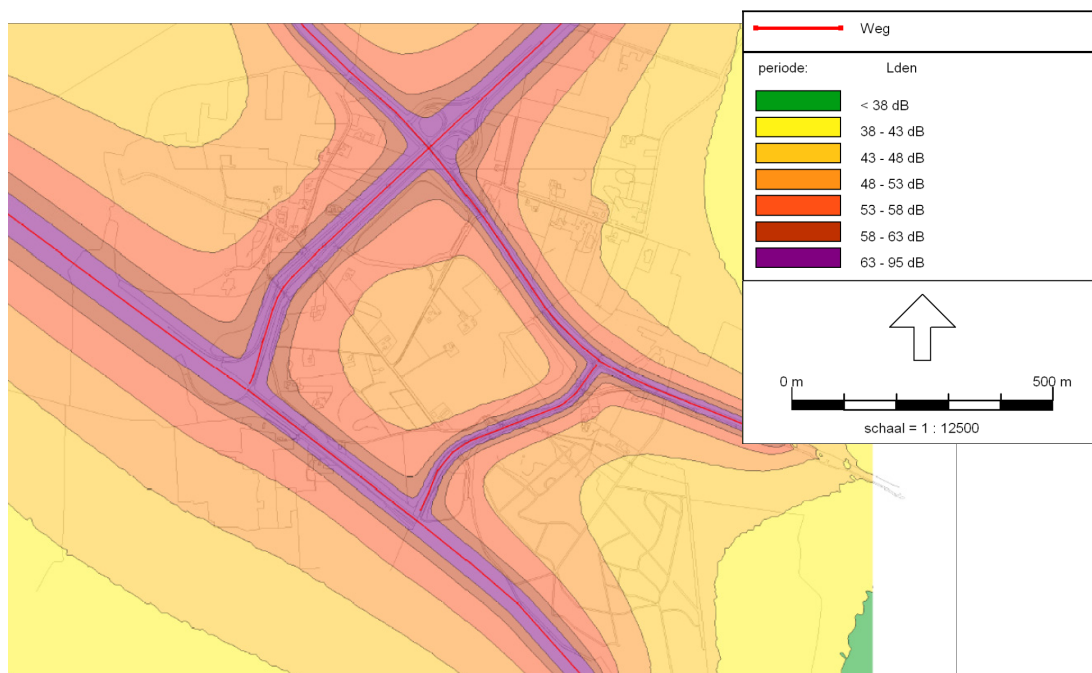 Weg
periode: Lden
< 38 dB
38 - 43 dB
43 - 48 dB
48 - 53 dB
53 - 58 dB
58 - 63 dB
63 - 95 dB
0 m 500 m
schaal = 1 : 12500